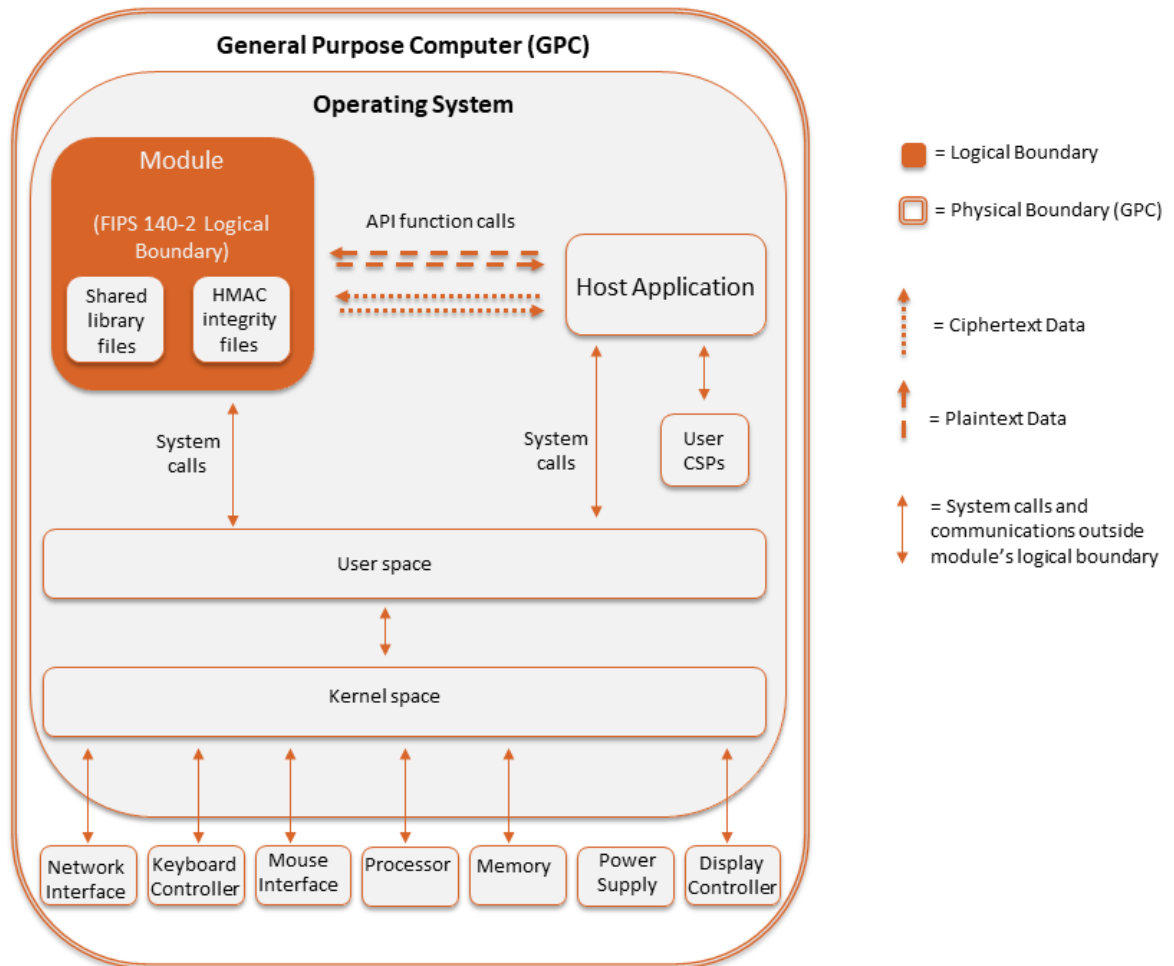 General Purpose Computer (GPC)
Operating System
Module
(FIPS 140-2 Logical
Boundary)
Shared
library
files
HMAC
integrity
files
API function calls
Host Application
System
calls
System
calls
User
CSPs
User space
Kernel space
Network
Interface
Keyboard
Controller
Mouse
Interface
Processor
Memory
Power
Supply
Display
Controller
= Logical Boundary
= Physical Boundary (GPC)
= Ciphertext Data
= Plaintext Data
= System calls and
communications outside
module's logical boundary